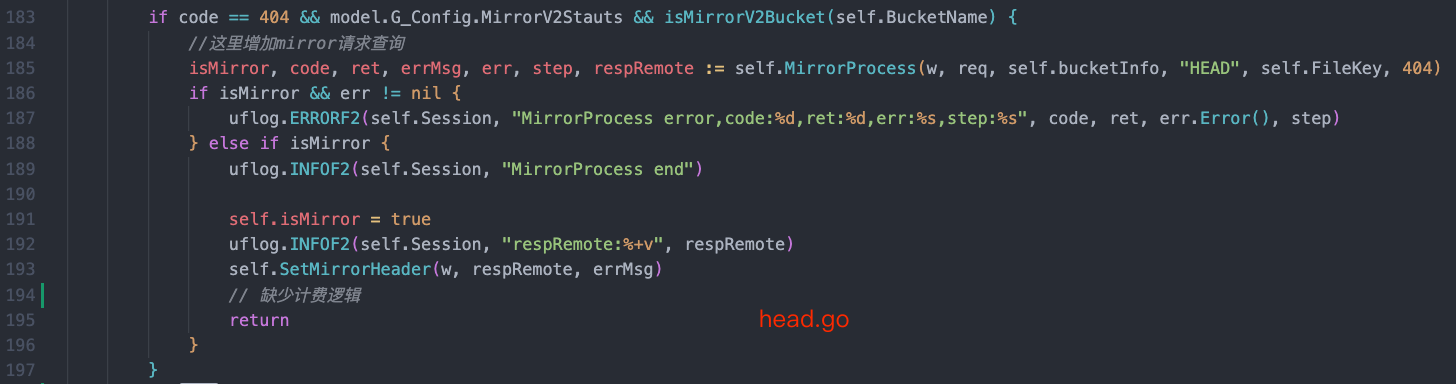 183 if code == 404 && model.G_Config.MirrorV2Stauts && isMirrorV2Bucket(self.BucketName) {
184 //这里增加mirror请求查询
185 isMirror, code, ret, errMsg, err, step, respRemote := self.MirrorProcess(w, req, self.bucketInfo, "HEAD", self.FileKey, 404)
186 if isMirror && err != nil {
187 uflog.ERRORF2(self.Session, "MirrorProcess error,code:%d,ret:%d,err:%s,step:%s", code, ret, err.Error(), step)
188 } else if isMirror {
189 uflog.INFOF2(self.Session, "MirrorProcess end")
190
191 self.isMirror = true
192 uflog.INFOF2(self.Session, "respRemote:%+v", respRemote)
193 self.SetMirrorHeader(w, respRemote, errMsg)
194 // 缺少计费逻辑
195 return head.go
196 }
197 }